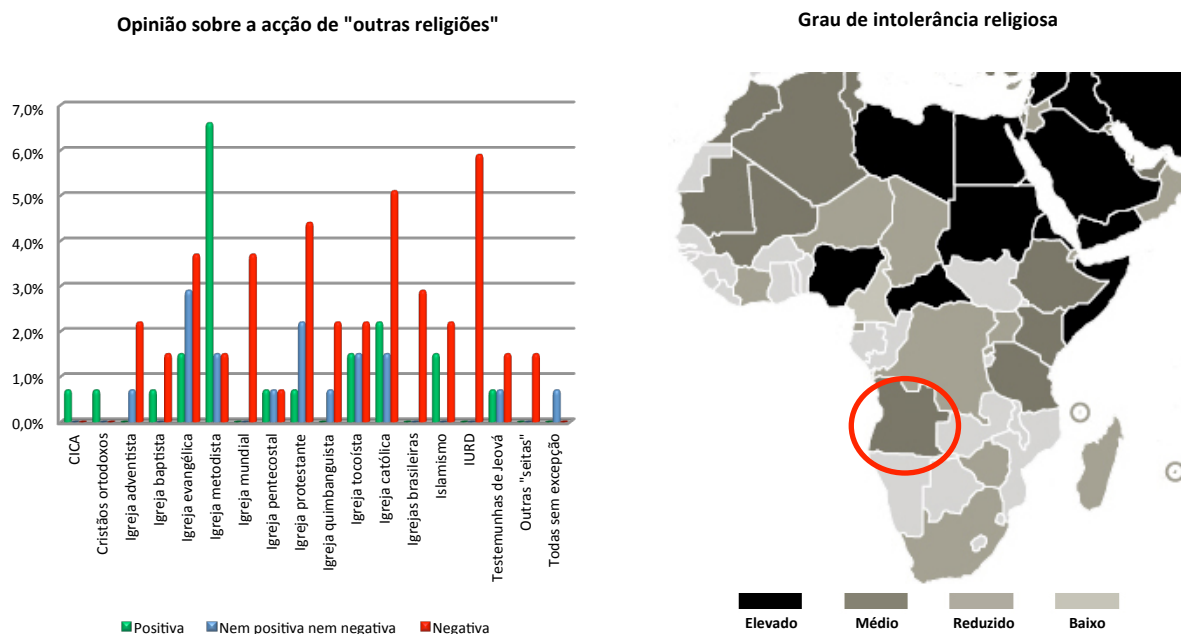 Opinião sobre a acção de "outras religiões"
7,0%
6,0%
5,0%
4,0%
3,0%
2,0%
1,0%
0,0%
CICA
Cristãos ortodoxos
Igreja adventista
Igreja baptista
Igreja evangélica
Igreja metodista
Igreja mundial
Igreja pentecostal
Igreja protestante
Igreja quimbanguista
Igreja tocoísta
Igreja católica
Igrejas brasileiras
Islamismo
IURD
Testemunhas de Jeová
Outras "seitas"
Todas sem excepção
Positiva
Nem positiva nem negativa
Negativa
Grau de intolerância religiosa
Elevado
Médio
Reduzido
Baixo